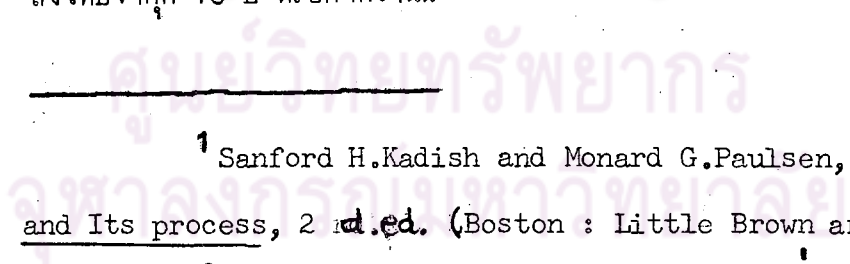 ศูนย์วิทยทรัพยากร
1 Sanford H.Kadish and Monard G.Paulsen,
จุฬาลงกรณ์มหาวิทยาลัย
and Its process, 2 d.ed. (Boston : Little Brown